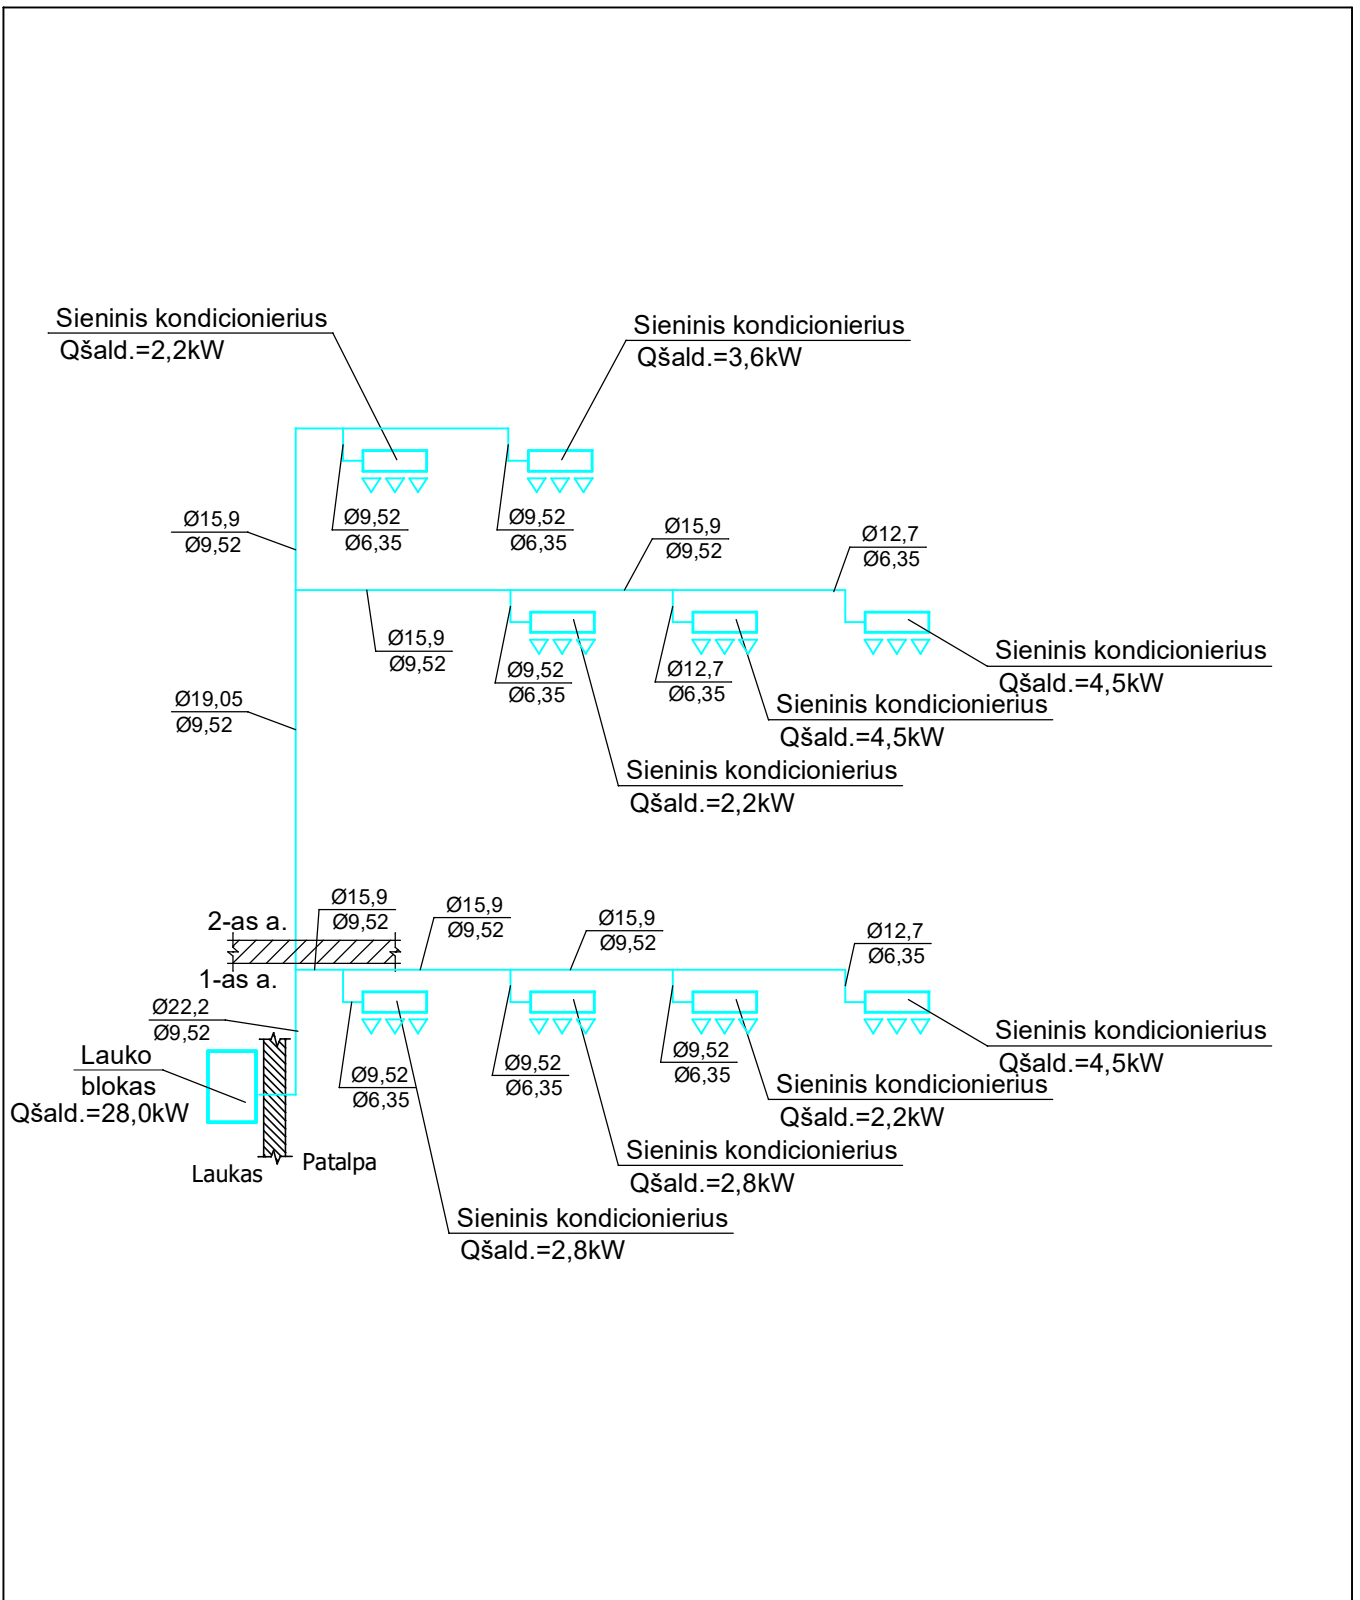 Sieninis kondicionierius
Qšald.=2,2kW
Sieninis kondicionierius
Qšald.=3,6kW
Ø9,52
Ø6,35
Ø9,52
Ø6,35
Ø15,9
Ø9,52
Ø15,9
Ø9,52
Ø12,7
Ø6,35
Ø15,9
Ø9,52
Ø9,52
Ø6,35
Ø12,7
Ø6,35
Sieninis kondicionierius
Qšald.=4,5kW
Sieninis kondicionierius
Qšald.=4,5kW
Sieninis kondicionierius
Qšald.=2,2kW
Ø19,05
Ø9,52
2-as a.
1-as a.
Ø15,9
Ø9,52
Ø15,9
Ø9,52
Ø15,9
Ø9,52
Ø12,7
Ø6,35
Ø22,2
Ø9,52
Lauko
blokas
Qšald.=28,0kW
Laukas
Patalpa
Ø9,52
Ø6,35
Ø9,52
Ø6,35
Ø9,52
Ø6,35
Sieninis kondicionierius
Qšald.=4,5kW
Sieninis kondicionierius
Qšald.=2,2kW
Sieninis kondicionierius
Qšald.=2,8kW
Sieninis kondicionierius
Qšald.=2,8kW